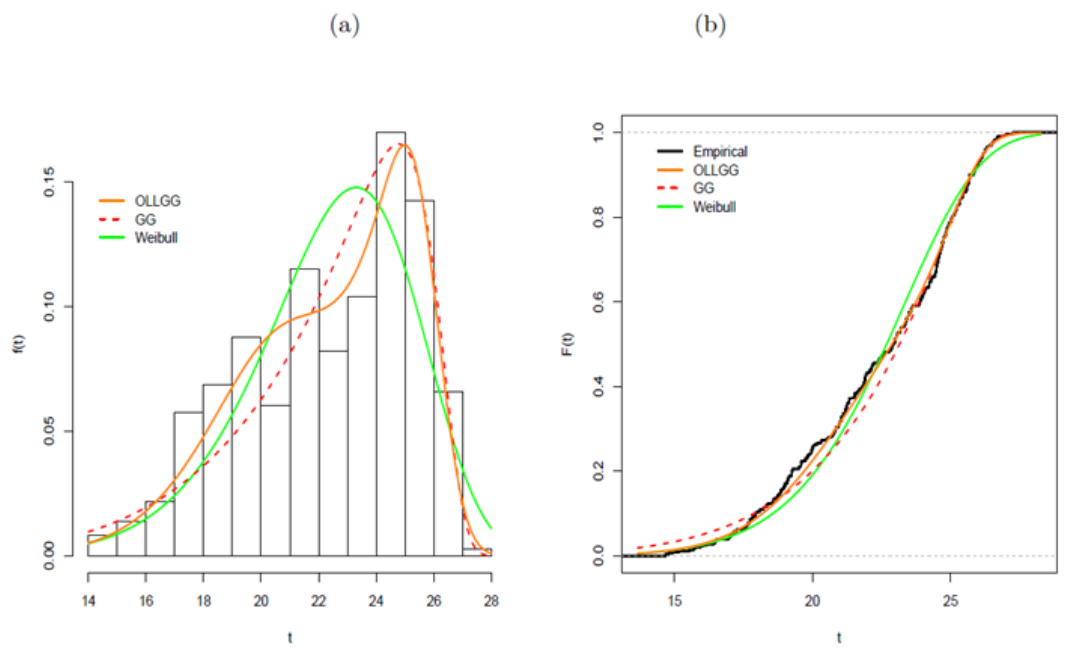 (a)
(b)
f(t)
0.15
0.10
0.05
0.00
OLLGG
GG
Weibull
14 16 18 20 22 24 26 28
t
F(t)
1.0
0.8
0.6
0.4
0.2
0.0
Empirical
OLLGG
GG
Weibull
15 20 25
t